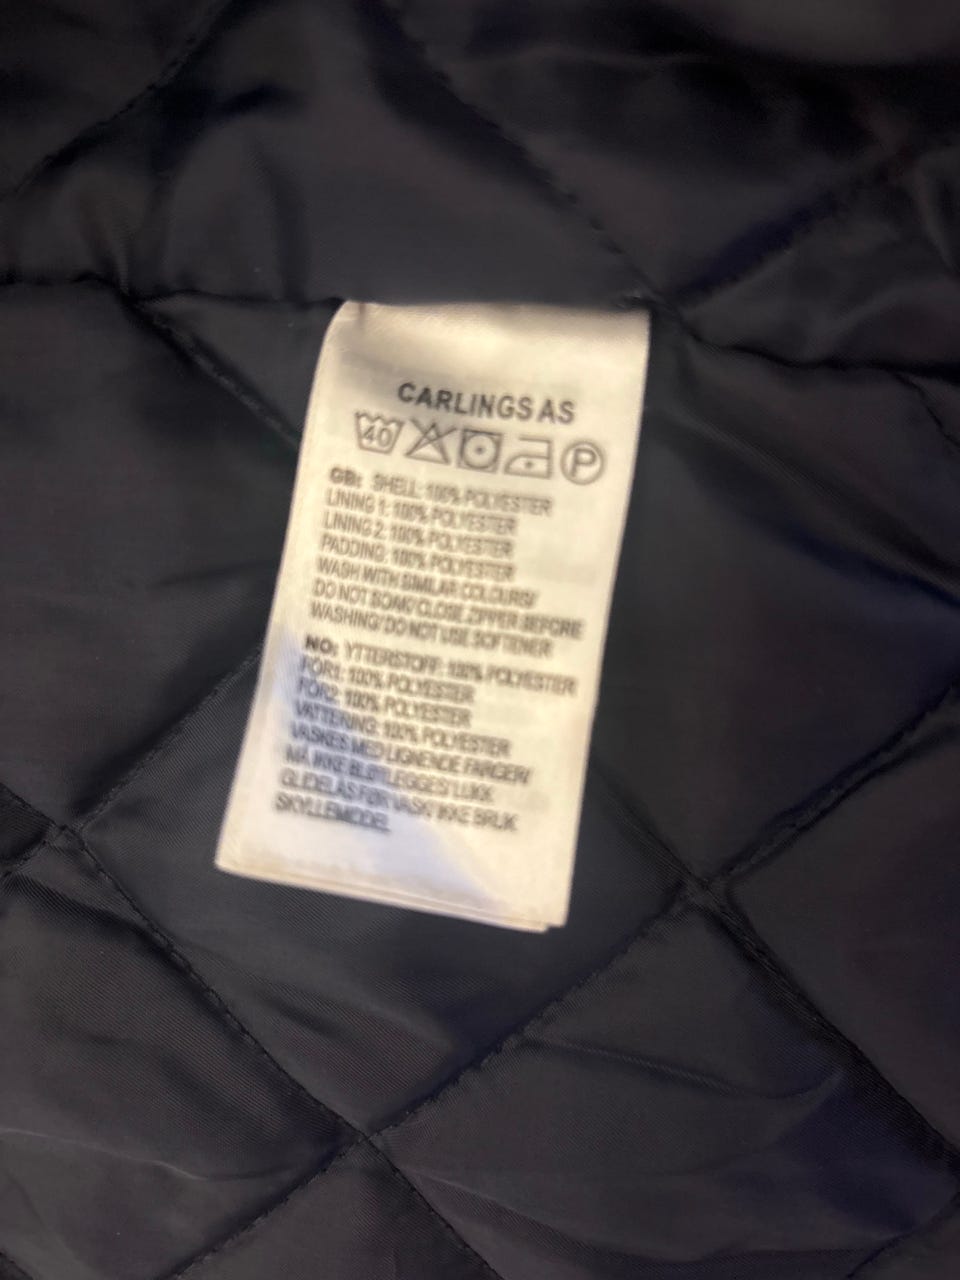 CARLINGS AS
40 P
GB: SHELL: 100% POLYESTER
LINING 1: 100% POLYESTER
LINING 2: 100% POLYESTER
PADDING: 100% POLYESTER
WASH WITH SIMILAR COLOURS/
DO NOT SOAK/ CLOSE ZIPPER BEFORE
WASHING/ DO NOT USE SOFTENER
NO: YTTERSTOFF: 100% POLYESTER
FOR1: 100% POLYESTER
FOR2: 100% POLYESTER
VATTERING: 100% POLYESTER
VASKES MED LIGNENDE FARGER/
MÅ IKKE BLØTLEGGES/ LUKK
GLIDELÅS FØR VASK/ IKKE BRUK
SKYLLEMIDDEL